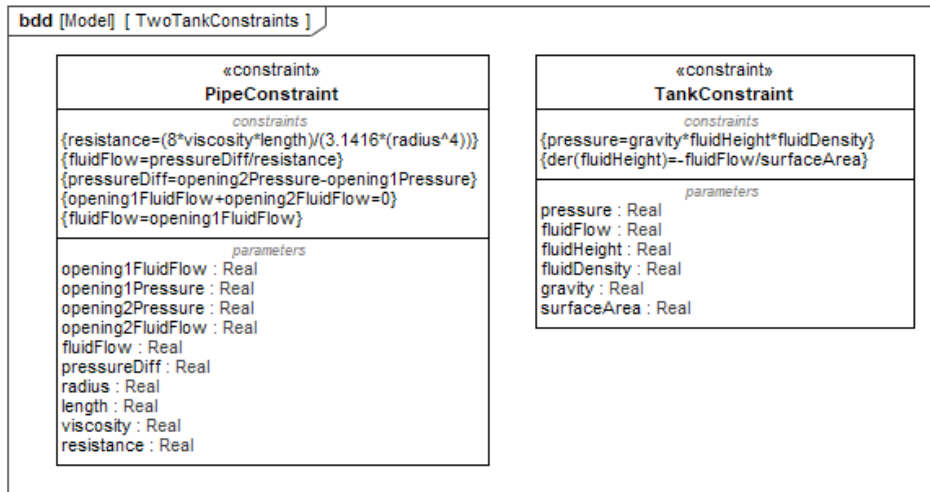 bdd [Model] [ TwoTankConstraints ]
«constraint»
PipeConstraint
constraints
{resistance=(8*viscosity*length)/(3.1416*(radius^4))}
{fluidFlow=pressureDiff/resistance}
{pressureDiff=opening2Pressure-opening1Pressure}
{opening1FluidFlow+opening2FluidFlow=0}
{fluidFlow=opening1FluidFlow}
parameters
opening1FluidFlow : Real
opening1Pressure : Real
opening2Pressure : Real
opening2FluidFlow : Real
fluidFlow : Real
pressureDiff : Real
radius : Real
length : Real
viscosity : Real
resistance : Real
«constraint»
TankConstraint
constraints
{pressure=gravity*fluidHeight*fluidDensity}
{der(fluidHeight)=-fluidFlow/surfaceArea}
parameters
pressure : Real
fluidFlow : Real
fluidHeight : Real
fluidDensity : Real
gravity : Real
surfaceArea : Real